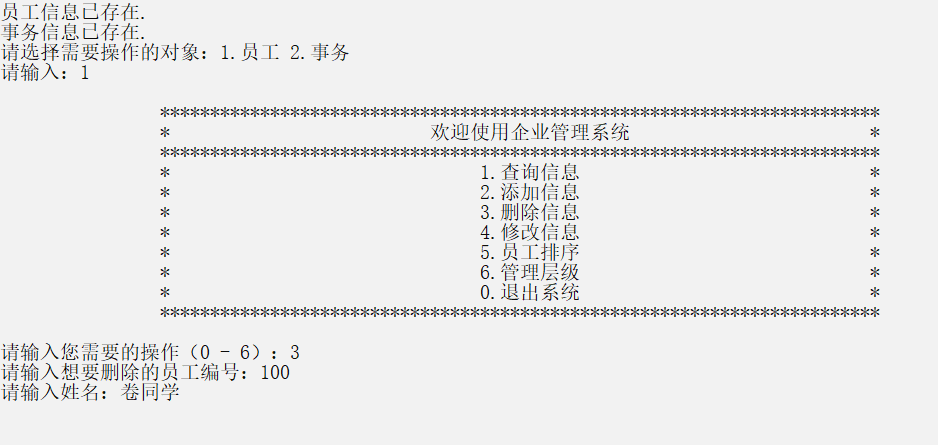 员工信息已存在.
事务信息已存在.
请选择需要操作的对象：1.员工 2.事务
请输入：1
************************************************************************
* 欢迎使用企业管理系统 *
************************************************************************
* 1.查询信息 *
* 2.添加信息 *
* 3.删除信息 *
* 4.修改信息 *
* 5.员工排序 *
* 6.管理层级 *
* 0.退出系统 *
************************************************************************
请输入您需要的操作（0 - 6）：3
请输入想要删除的员工编号：100
请输入姓名：卷同学